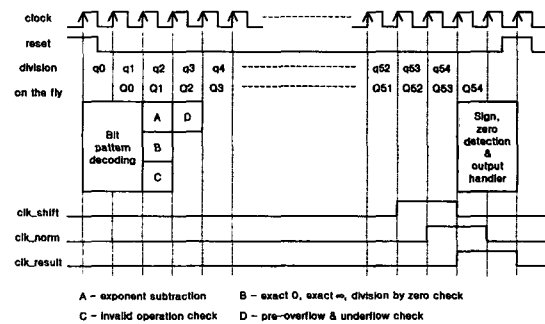 clock
reset
division q0 q1 q2 q3 q4 q52 q53 q54
on the fly Q0 Q1 Q2 Q3 Q51 Q52 Q53 Q54
Bit
pattern
decoding
A D
B
C
Sign,
zero
detection
&
output
handler
clk_shift
clk_norm
clk_result
A - exponent subtraction B - exact 0, exact ∞, division by zero check
C - invalid operation check D - pre-overflow & underflow check